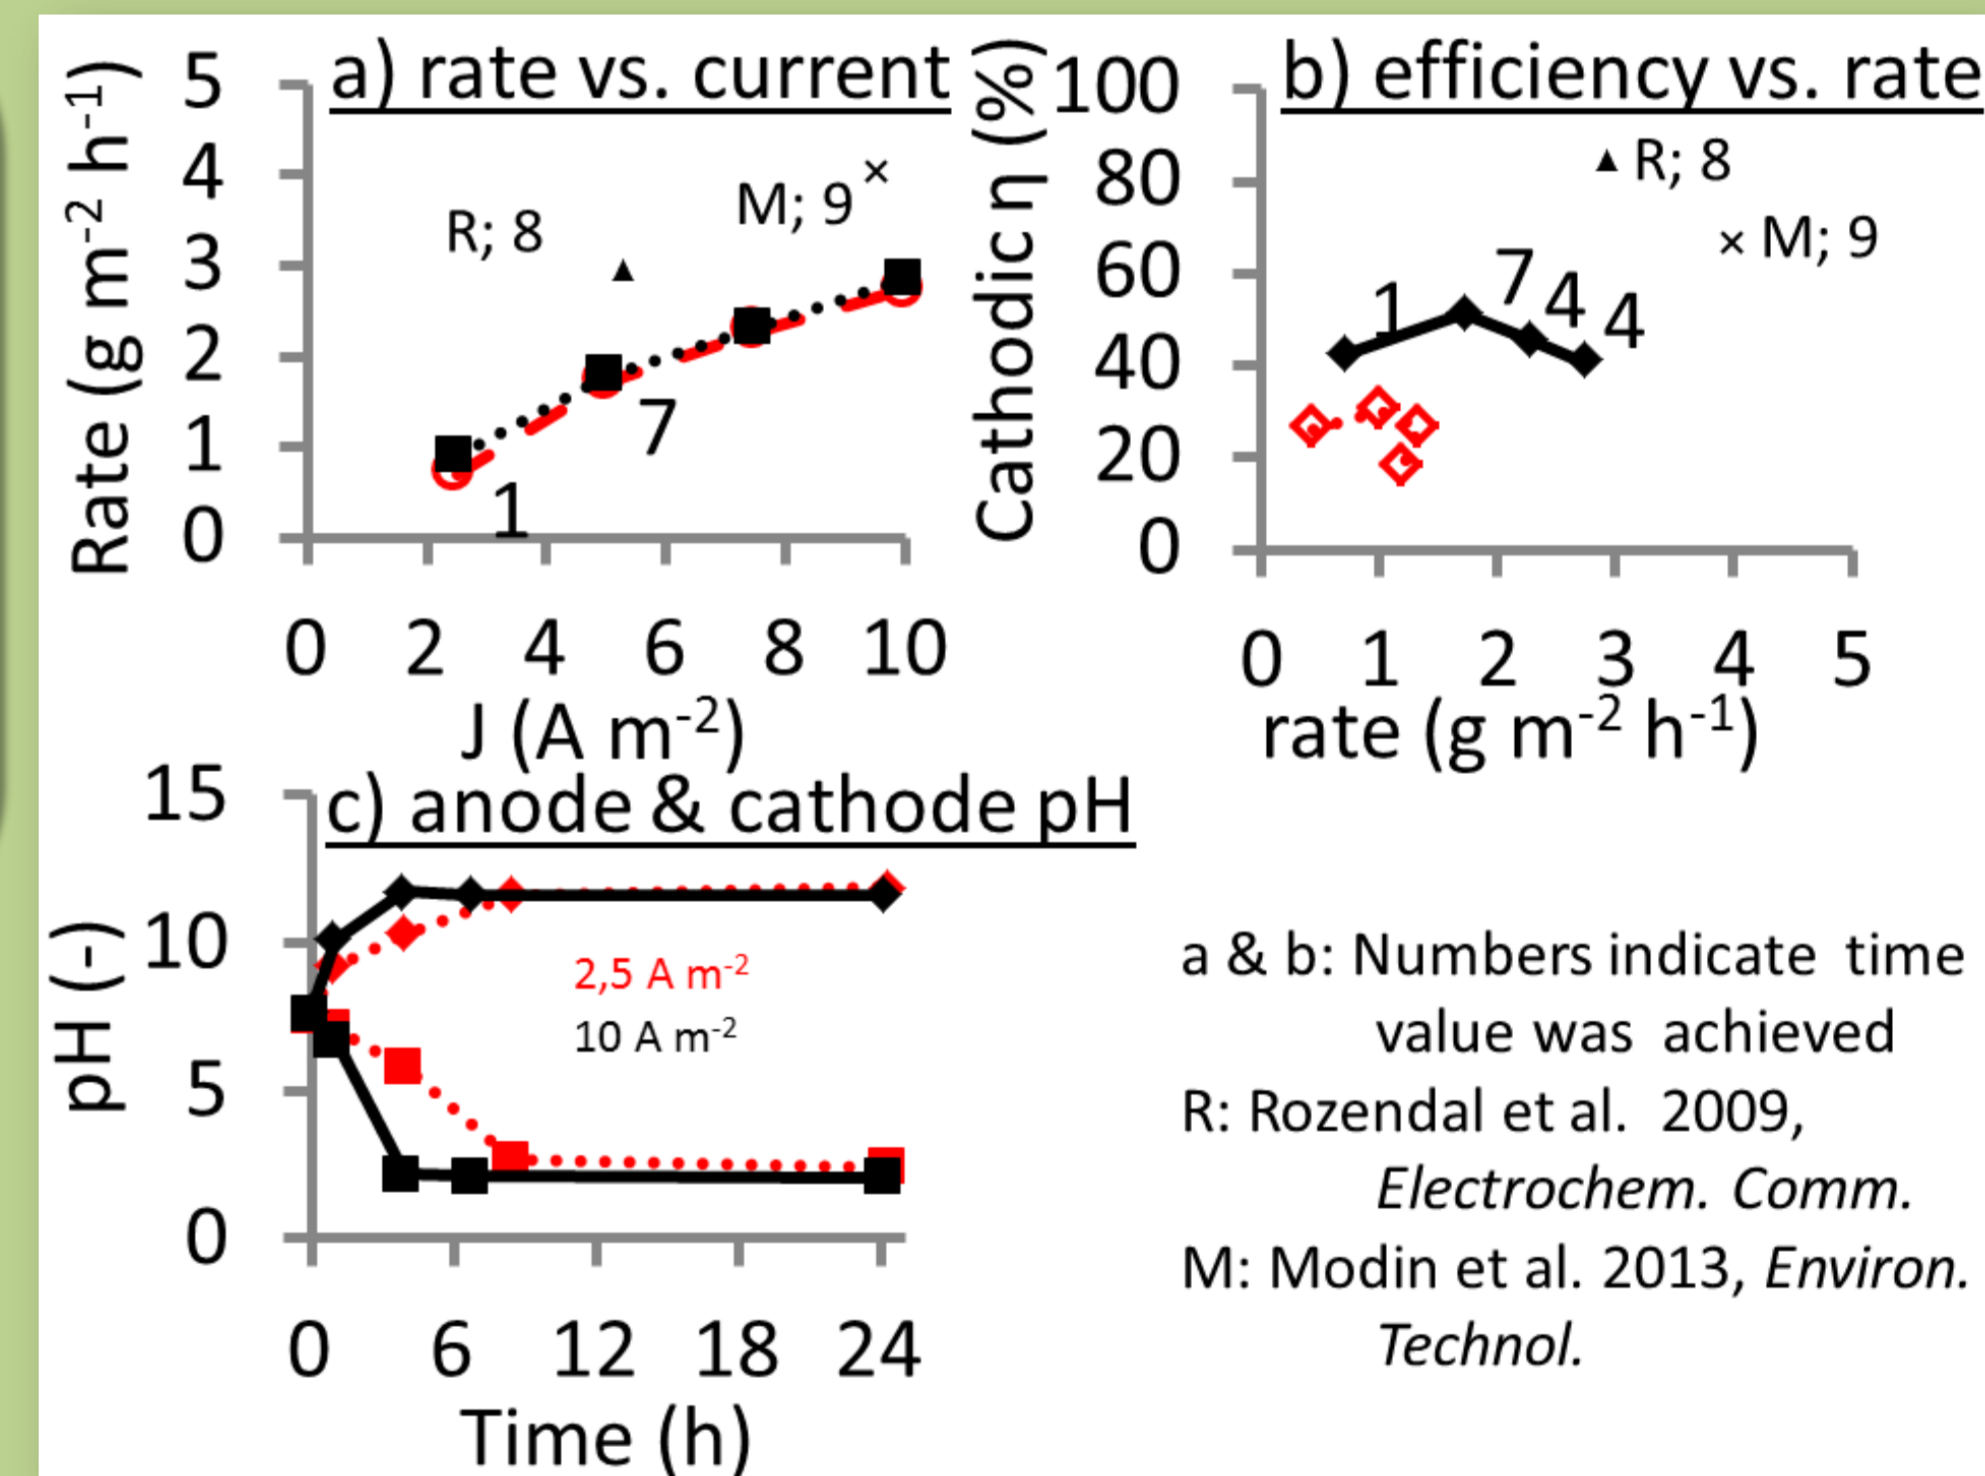 a) rate vs. current
Rate (g m-2 h-1)
5
4
3
2
1
0
R; 8
M; 9
×
7
1
0 2 4 6 8 10
J (A m-2)
b) efficiency vs. rate
Cathodic η (%)
100
80
60
40
20
0
R; 8
× M; 9
1 7 4 4
0 1 2 3 4 5
rate (g m-2 h-1)
c) anode & cathode pH
pH (-)
15
10
5
0
2,5 A m-2
10 A m-2
0 6 12 18 24
Time (h)
a & b: Numbers indicate time
value was achieved
R: Rozendal et al. 2009,
Electrochem. Comm.
M: Modin et al. 2013, Environ.
Technol.